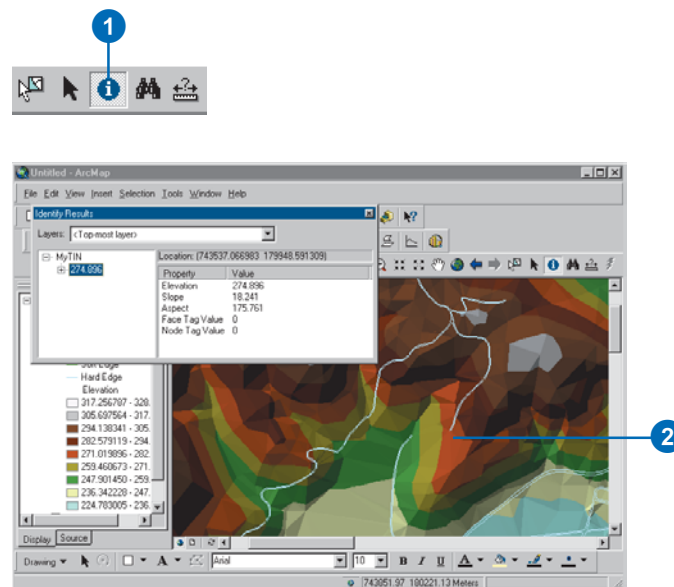 1
Untitled - ArcMap
File Edit View Insert Selection Tools Window Help
Identify Results
Layers: <Top-most layer>
MyTIN
274.896
Location: (743537.066983 179948.591309)
Property Value
Elevation 274.896
Slope 18.241
Aspect 175.761
Face Tag Value 0
Node Tag Value 0
Hard Edge
Elevation
317.256787 - 328.
305.697564 - 317.
294.138341 - 305.
282.579119 - 294.
271.019896 - 282.
259.460673 - 271.
247.901450 - 259.
236.342228 - 247.
224.783005 - 236.
2
Display Source
Drawing A Arial 10 B I U A
743851.97 180221.13 Meters